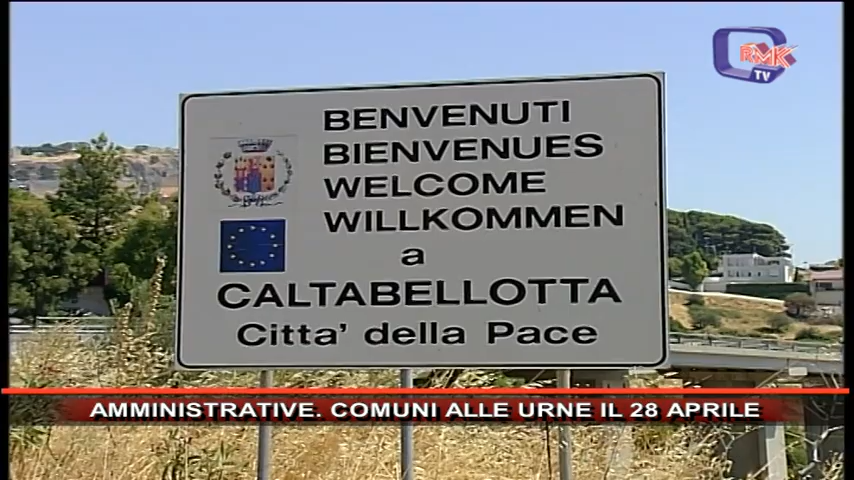 RMK
TV
BENVENUTI
BIENVENUES
WELCOME
WILLKOMMEN
a
CALTABELLOTTA
Citta' della Pace
AMMINISTRATIVE. COMUNI ALLE URNE IL 28 APRILE